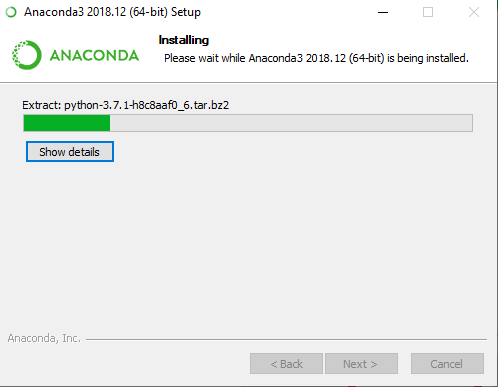 Anaconda3 2018.12 (64-bit) Setup
Installing
Please wait while Anaconda3 2018.12 (64-bit) is being installed.
ANACONDA
Extract: python-3.7.1-h8c8aaf0_6.tar.bz2
Show details
Anaconda, Inc.
< Back
Next >
Cancel